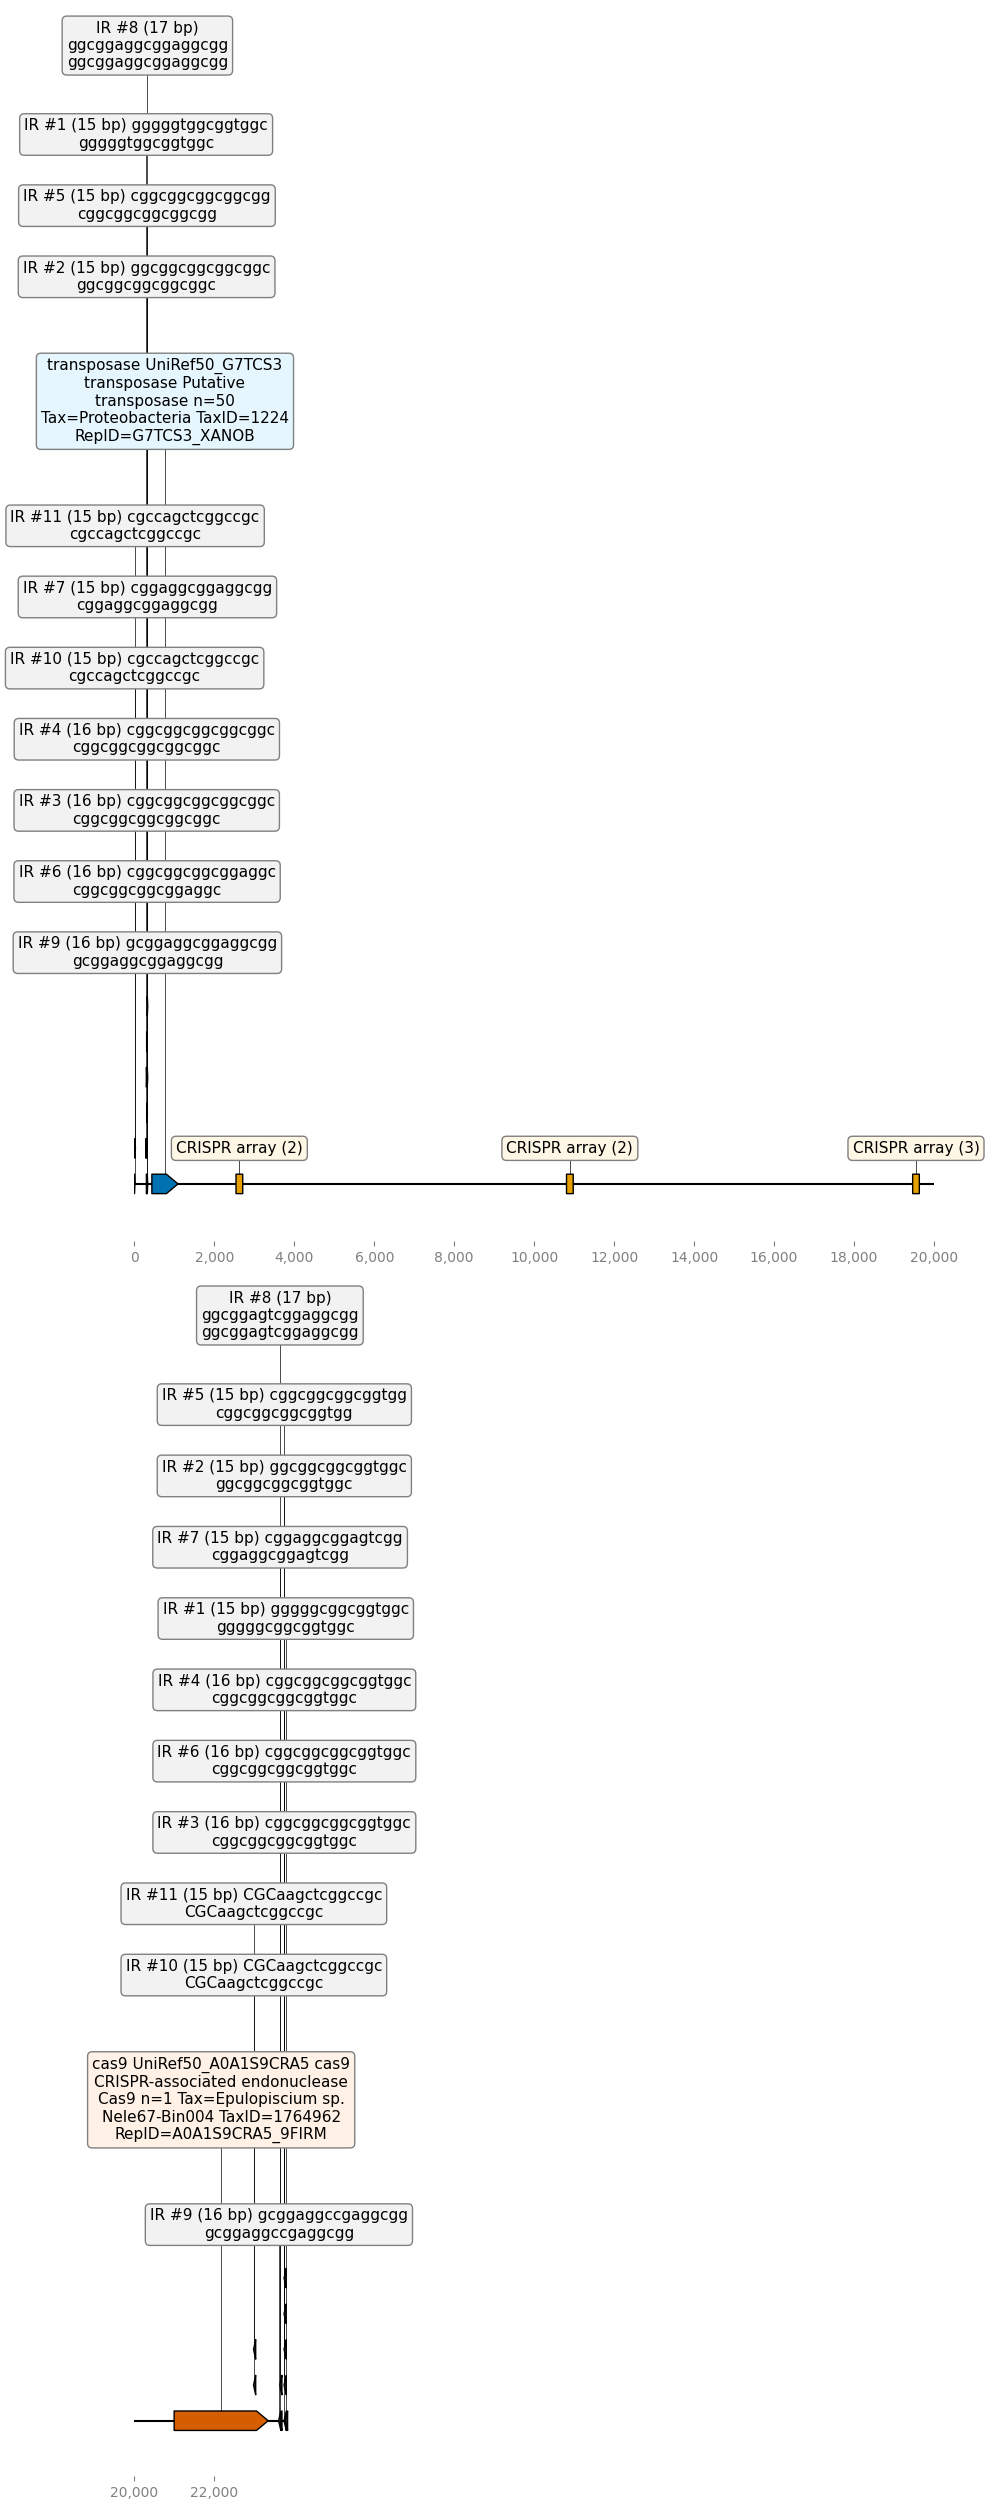 IR #8 (17 bp)
ggcggaggcggaggcgg
ggcggaggcggaggcgg
IR #1 (15 bp) gggggtggcggtggc
gggggtggcggtggc
IR #5 (15 bp) cggcggcggcggcgg
cggcggcggcggcgg
IR #2 (15 bp) ggcggcggcggcggc
ggcggcggcggcggc
transposase UniRef50_G7TCS3
transposase Putative
transposase n=50
Tax=Proteobacteria TaxID=1224
RepID=G7TCS3_XANOB
IR #11 (15 bp) cgccagctcggccgc
cgccagctcggccgc
IR #7 (15 bp) cggaggcggaggcgg
cggaggcggaggcgg
IR #10 (15 bp) cgccagctcggccgc
cgccagctcggccgc
IR #4 (16 bp) cggcggcggcggcggc
cggcggcggcggcggc
IR #3 (16 bp) cggcggcggcggcggc
cggcggcggcggcggc
IR #6 (16 bp) cggcggcggcggaggc
cggcggcggcggaggc
IR #9 (16 bp) gcggaggcggaggcgg
gcggaggcggaggcgg
CRISPR array (2)
CRISPR array (2)
CRISPR array (3)
0 2,000 4,000 6,000 8,000 10,000 12,000 14,000 16,000 18,000 20,000
IR #8 (17 bp)
ggcggagtcggaggcgg
ggcggagtcggaggcgg
IR #5 (15 bp) cggcggcggcggtgg
cggcggcggcggtgg
IR #2 (15 bp) ggcggcggcggtggc
ggcggcggcggtggc
IR #7 (15 bp) cggaggcggagtcgg
cggaggcggagtcgg
IR #1 (15 bp) gggggcggcggtggc
gggggcggcggtggc
IR #4 (16 bp) cggcggcggcggtggc
cggcggcggcggtggc
IR #6 (16 bp) cggcggcggcggtggc
cggcggcggcggtggc
IR #3 (16 bp) cggcggcggcggtggc
cggcggcggcggtggc
IR #11 (15 bp) CGCaagctcggccgc
CGCaagctcggccgc
IR #10 (15 bp) CGCaagctcggccgc
CGCaagctcggccgc
cas9 UniRef50_A0A1S9CRA5 cas9
CRISPR-associated endonuclease
Cas9 n=1 Tax=Epulopiscium sp.
Nele67-Bin004 TaxID=1764962
RepID=A0A1S9CRA5_9FIRM
IR #9 (16 bp) gcggaggccgaggcgg
gcggaggccgaggcgg
20,000 22,000